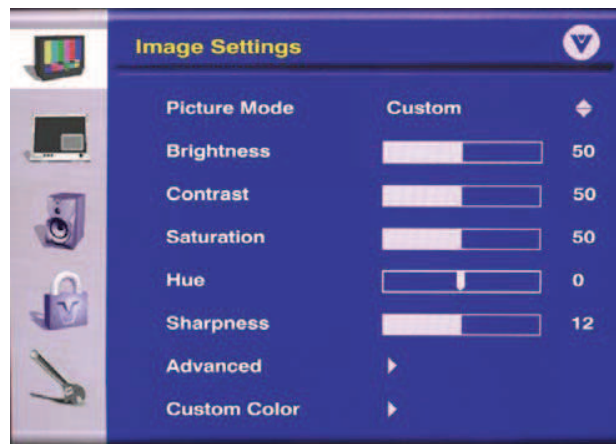 Image Settings
Picture Mode Custom
Brightness 50
Contrast 50
Saturation 50
Hue 0
Sharpness 12
Advanced
Custom Color